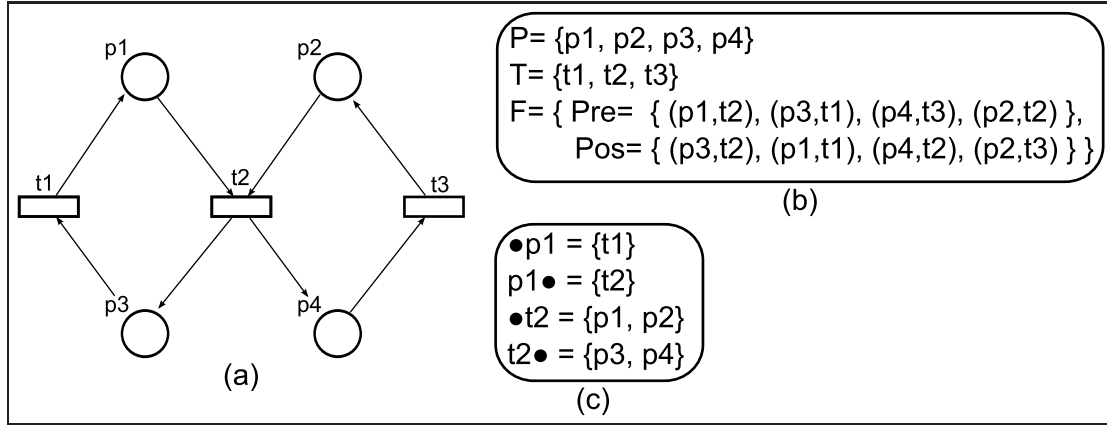 p1
p2
t1
t2
t3
p3
p4
(a)
P= {p1, p2, p3, p4}
T= {t1, t2, t3}
F= { Pre= { (p1,t2), (p3,t1), (p4,t3), (p2,t2) },
Pos= { (p3,t2), (p1,t1), (p4,t2), (p2,t3) } }
(b)
●p1 = {t1}
p1● = {t2}
●t2 = {p1, p2}
t2● = {p3, p4}
(c)